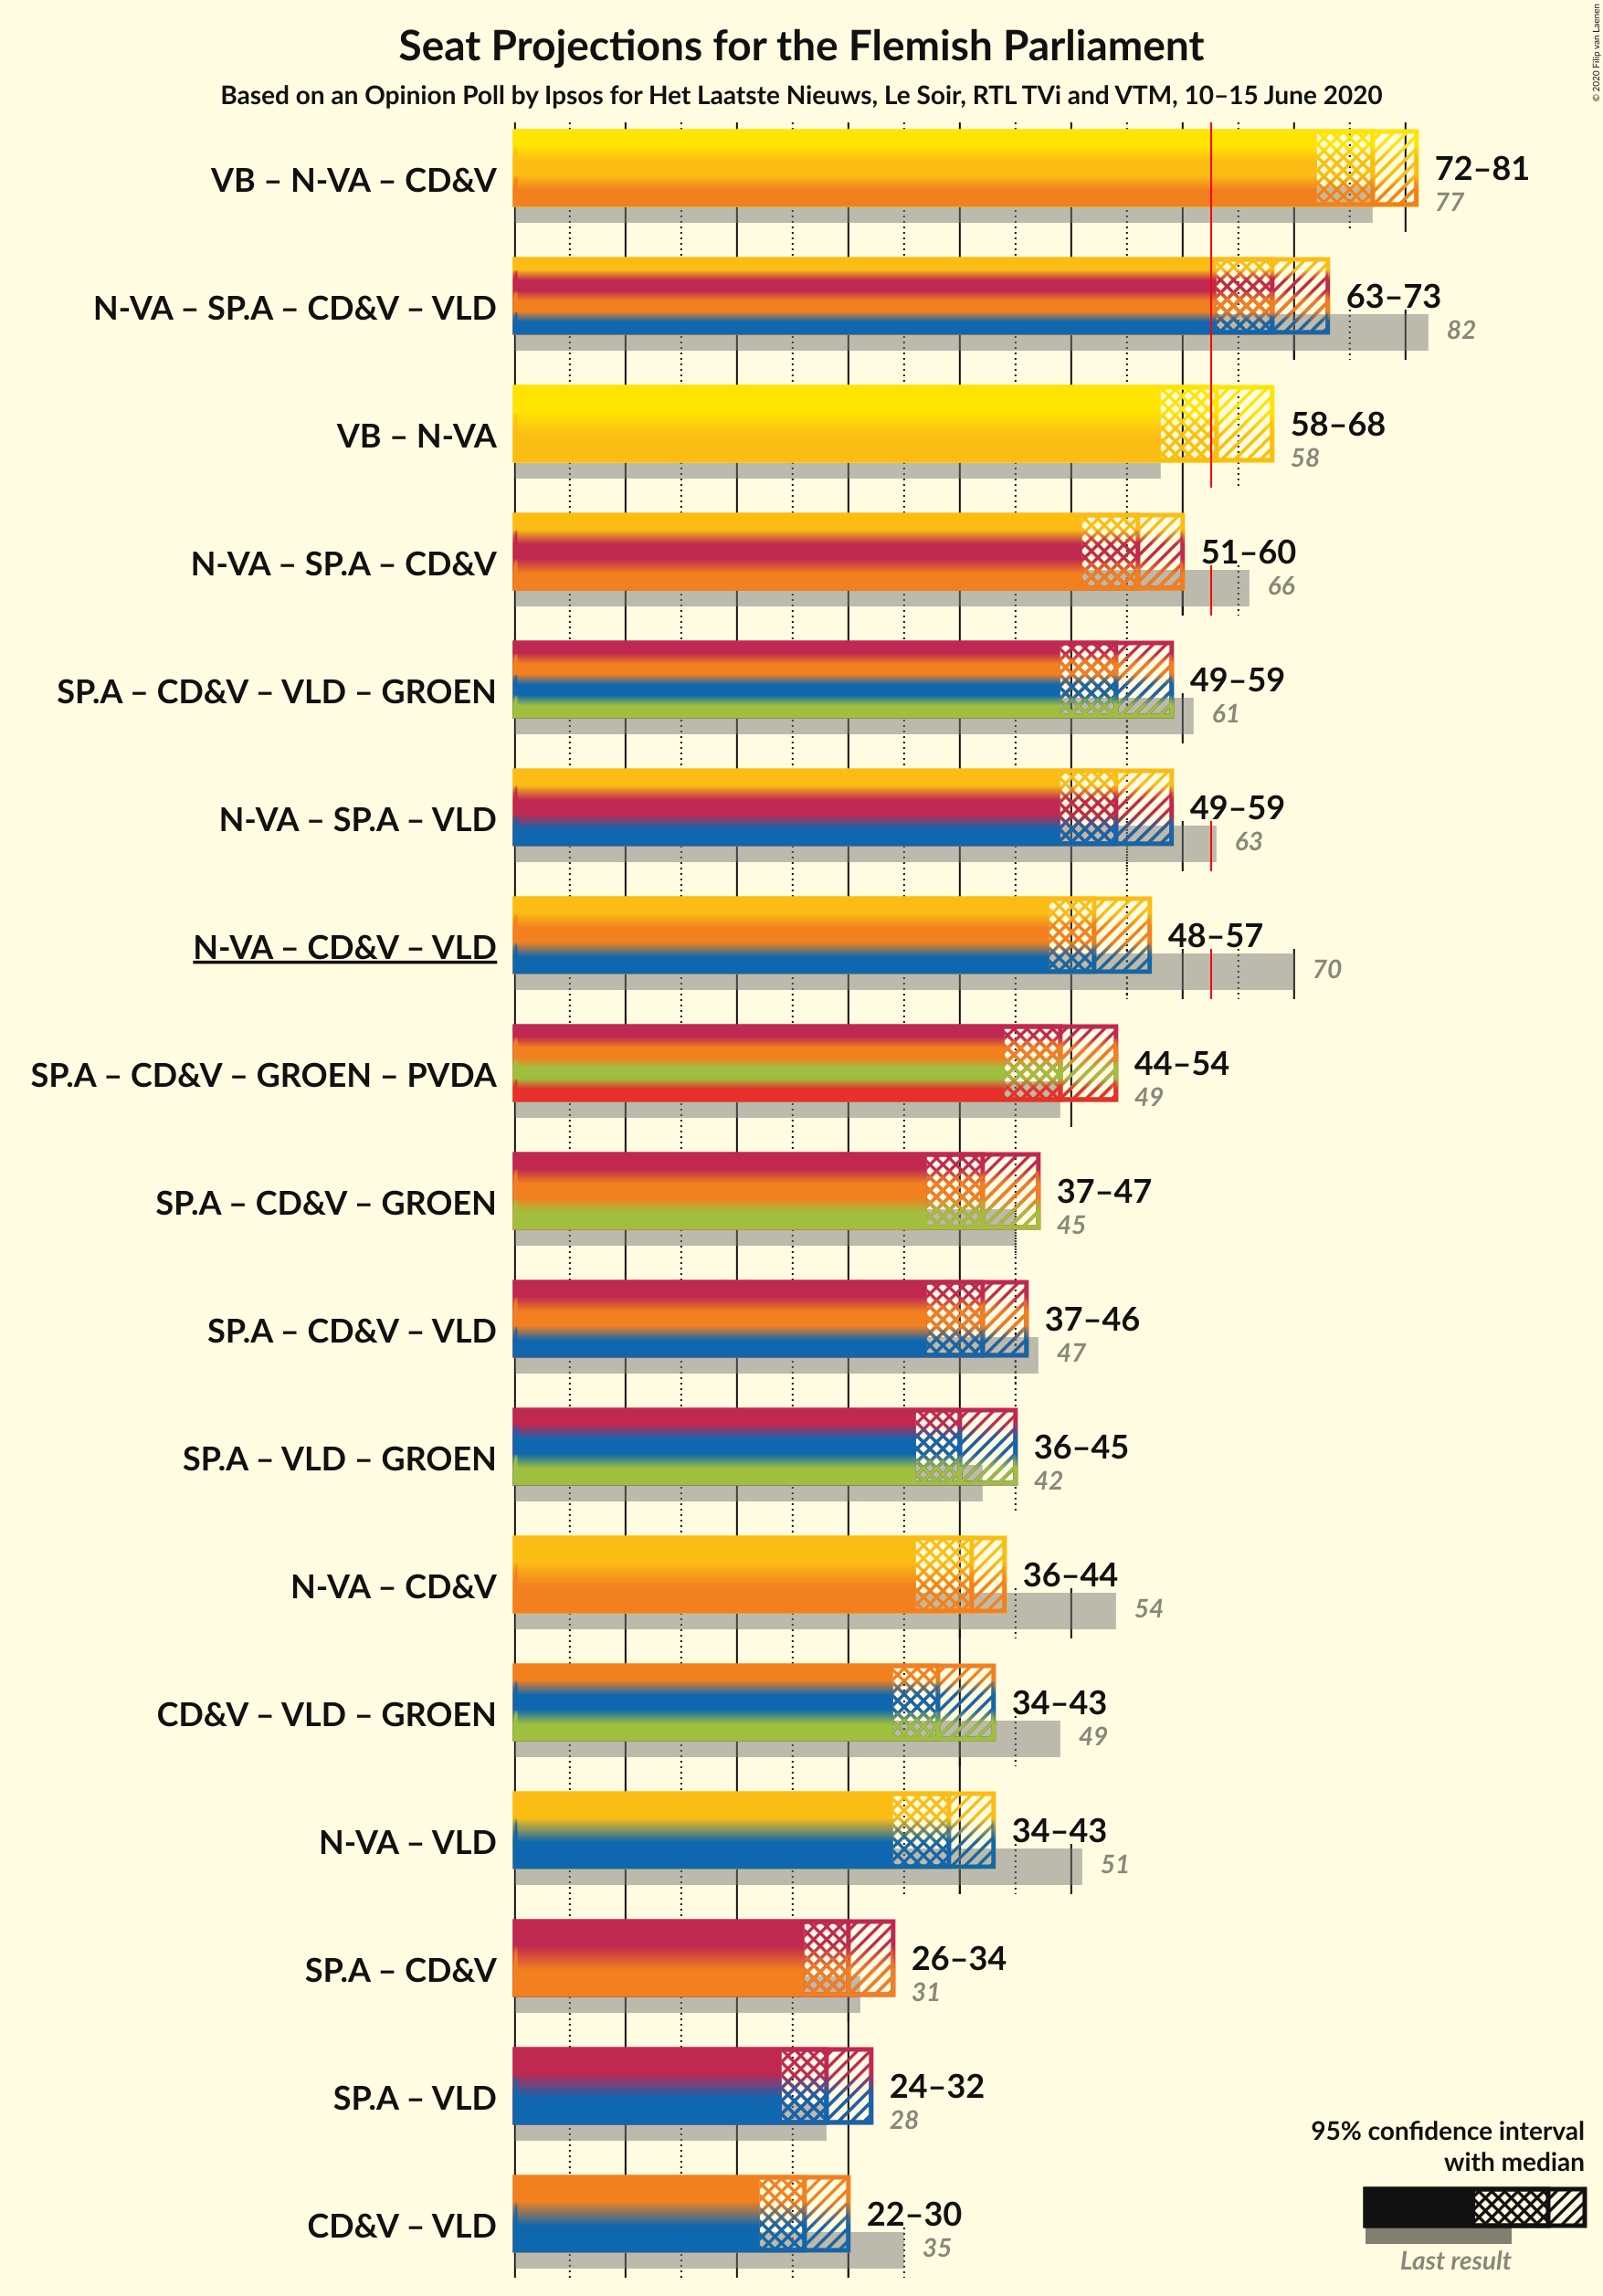 Seat Projections for the Flemish Parliament
Based on an Opinion Poll by Ipsos for Het Laatste Nieuws, Le Soir, RTL TVi and VTM, 10–15 June 2020
© 2020 Filip van Laenen
VB – N-VA – CD&V
72–81
77
N-VA – SP.A – CD&V – VLD
63–73
82
VB – N-VA
58–68
58
N-VA – SP.A – CD&V
51–60
66
SP.A – CD&V – VLD – GROEN
49–59
61
N-VA – SP.A – VLD
49–59
63
N-VA – CD&V – VLD
48–57
70
SP.A – CD&V – GROEN – PVDA
44–54
49
SP.A – CD&V – GROEN
37–47
45
SP.A – CD&V – VLD
37–46
47
SP.A – VLD – GROEN
36–45
42
N-VA – CD&V
36–44
54
CD&V – VLD – GROEN
34–43
49
N-VA – VLD
34–43
51
SP.A – CD&V
26–34
31
SP.A – VLD
24–32
28
CD&V – VLD
22–30
35
95% confidence interval
with median
Last result